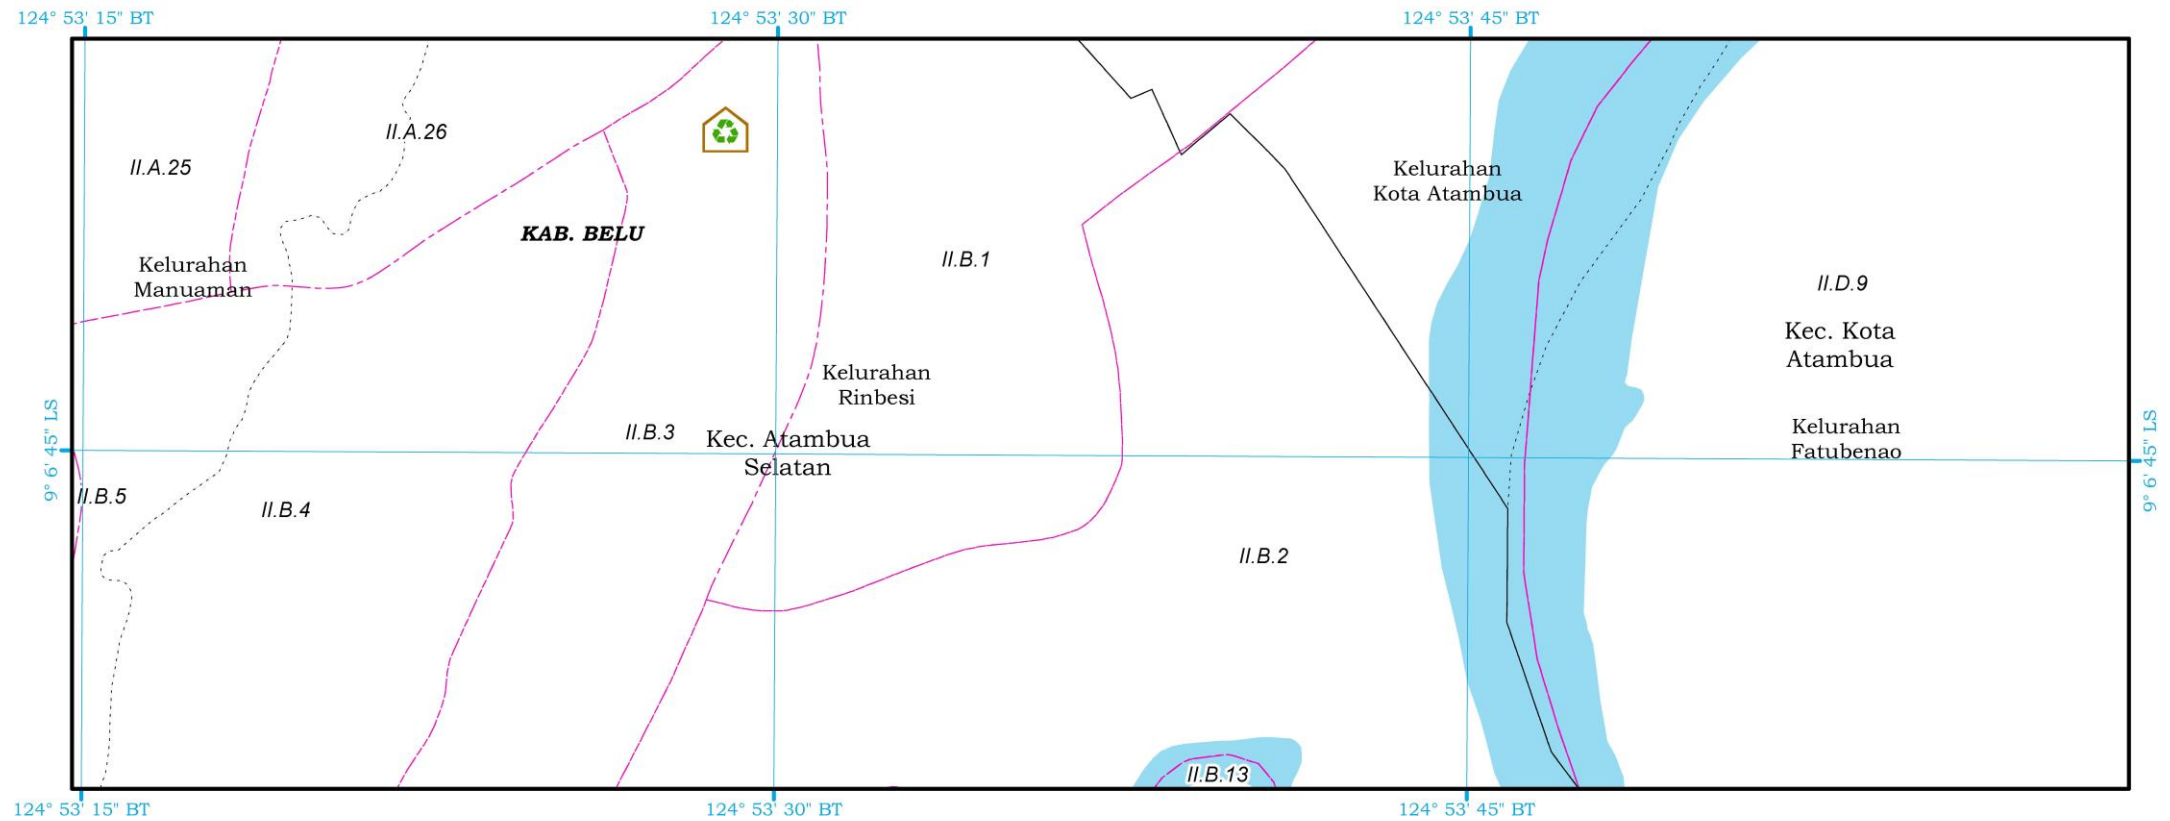 124° 53' 15" BT
124° 53' 30" BT
124° 53' 45" BT
II.A.26
II.A.25
Kelurahan
Kota Atambua
KAB. BELU
Kelurahan
Manuaman
II.B.1
II.D.9
Kec. Kota
Atambua
Kelurahan
Rinbesi
II.B.3
Kec. Atambua
Selatan
Kelurahan
Fatubenao
9° 6' 45" LS
9° 6' 45" LS
II.B.5
II.B.4
II.B.2
II.B.13
124° 53' 15" BT
124° 53' 30" BT
124° 53' 45" BT